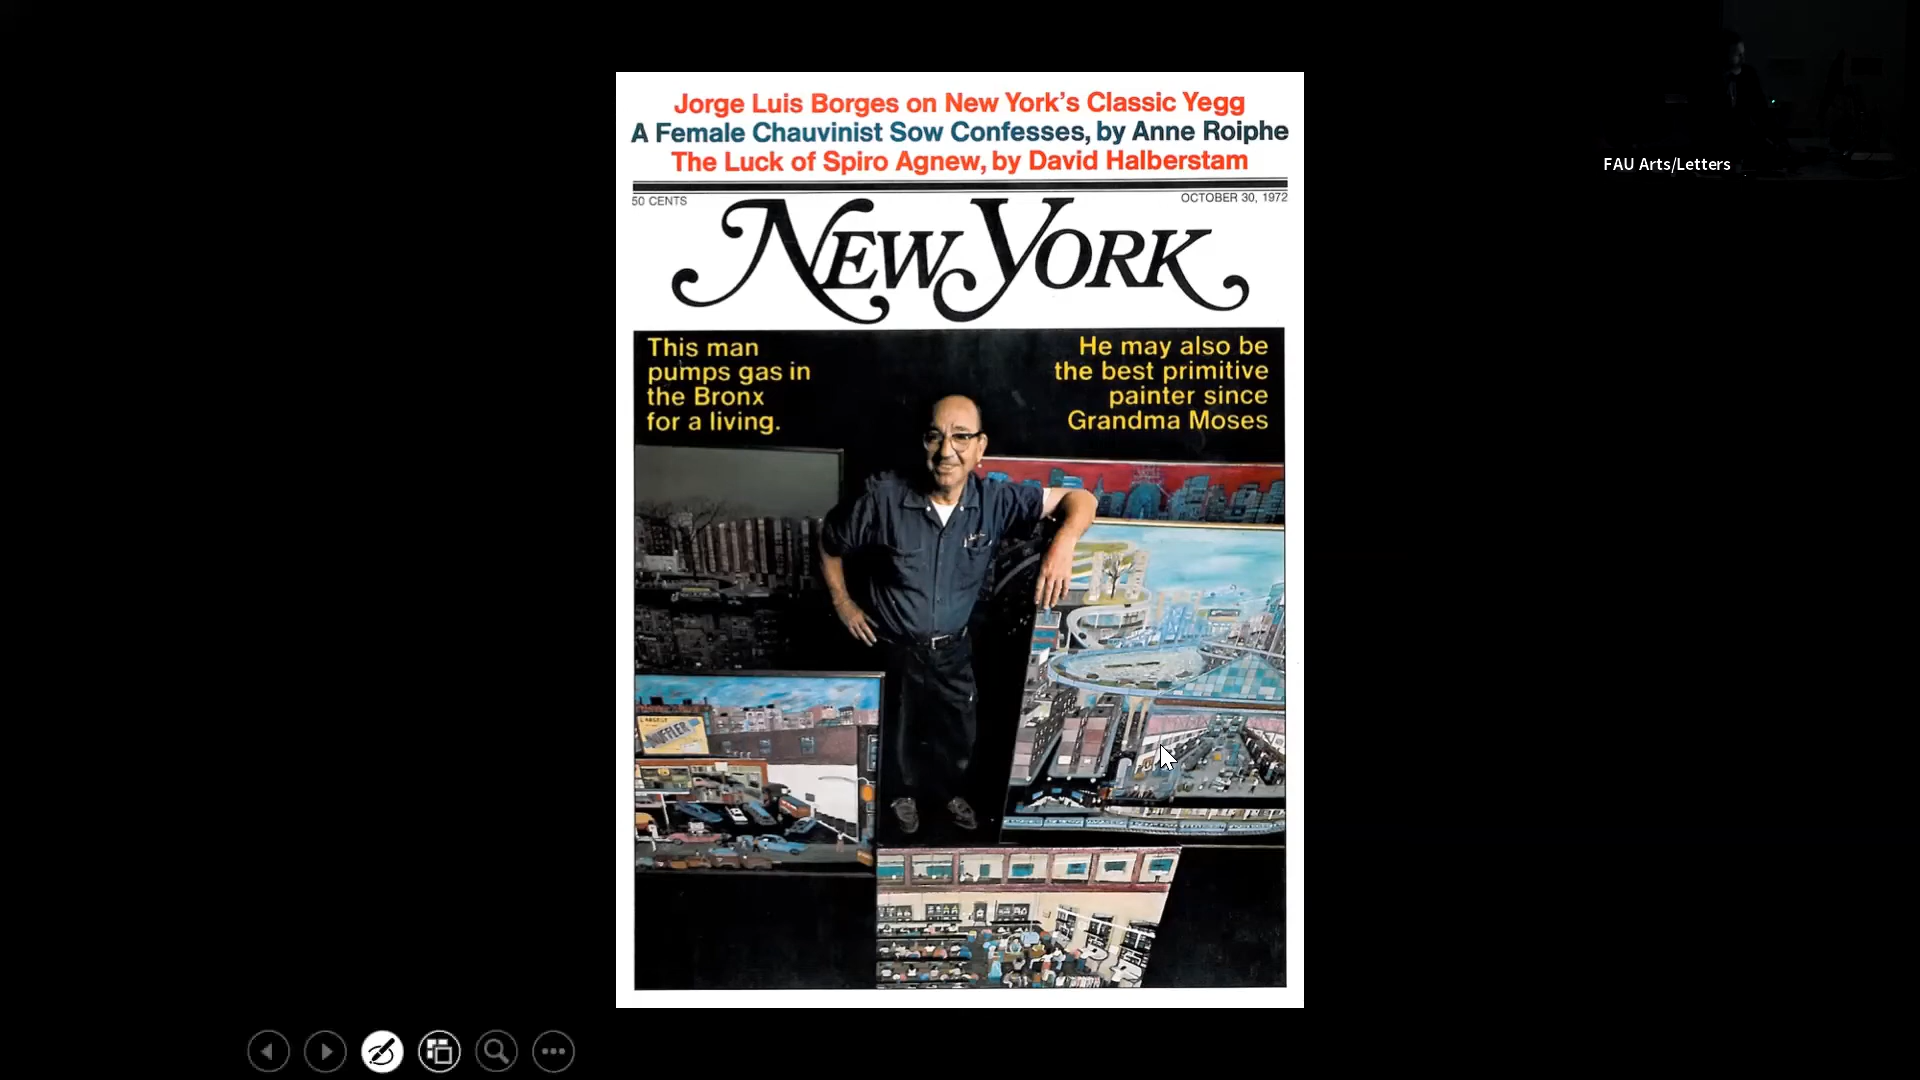 Jorge Luis Borges on New York's Classic Yegg
A Female Chauvinist Sow Confesses, by Anne Roiphe
The Luck of Spiro Agnew, by David Halberstam
50 CENTS
OCTOBER 30, 1972
NEW YORK
This man
pumps gas in
the Bronx
for a living.
He may also be
the best primitive
painter since
Grandma Moses
MUFFLER
FAU Arts/Letters